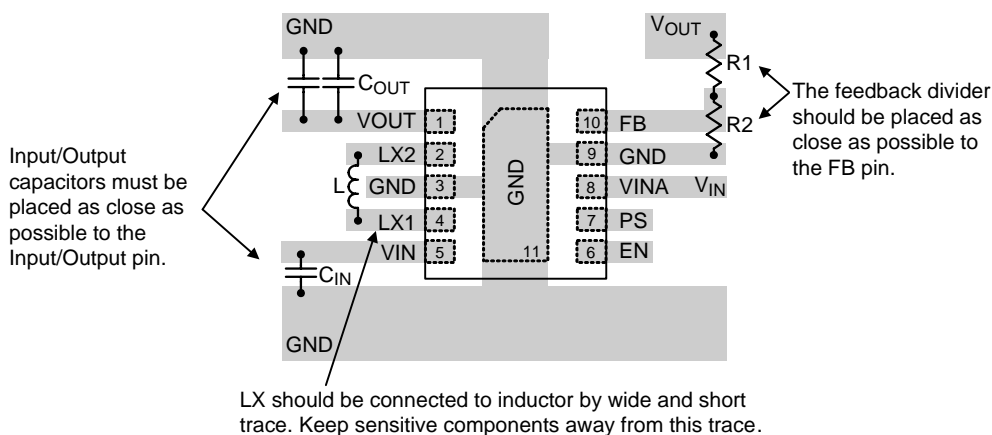 GND
VOUT
R1
COUT
The feedback divider
should be placed as
close as possible to
the FB pin.
VOUT 1
10 FB
R2
Input/Output
capacitors must be
placed as close as
possible to the
Input/Output pin.
LX2 2
9 GND
L
GND 3
GND
8 VINA
VIN
LX1 4
7 PS
VIN 5
11
6 EN
CIN
GND
LX should be connected to inductor by wide and short
trace. Keep sensitive components away from this trace.